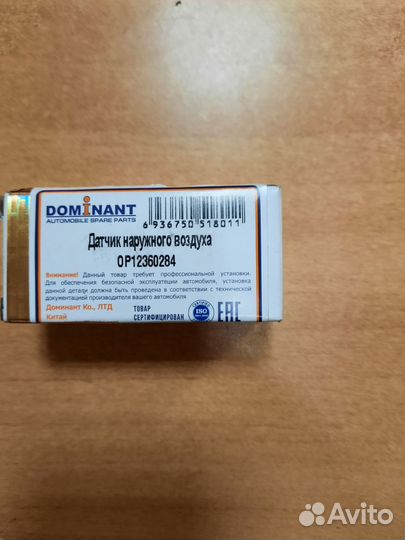 DOMiNANT
AUTOMOBILE SPARE PARTS
6 936750 518011
Датчик наружного воздуха
OP12360284
Внимание! Данный товар требует профессиональной установки.
Для обеспечения безопасной эксплуатации автомобиля, установка
данной детали должна быть проведена в соответствии с технической
документацией производителя вашего автомобиля
Доминант Ко., ЛТД
Китай
ТОВАР
СЕРТИФИЦИРОВАН
ISO
EAC
Avito